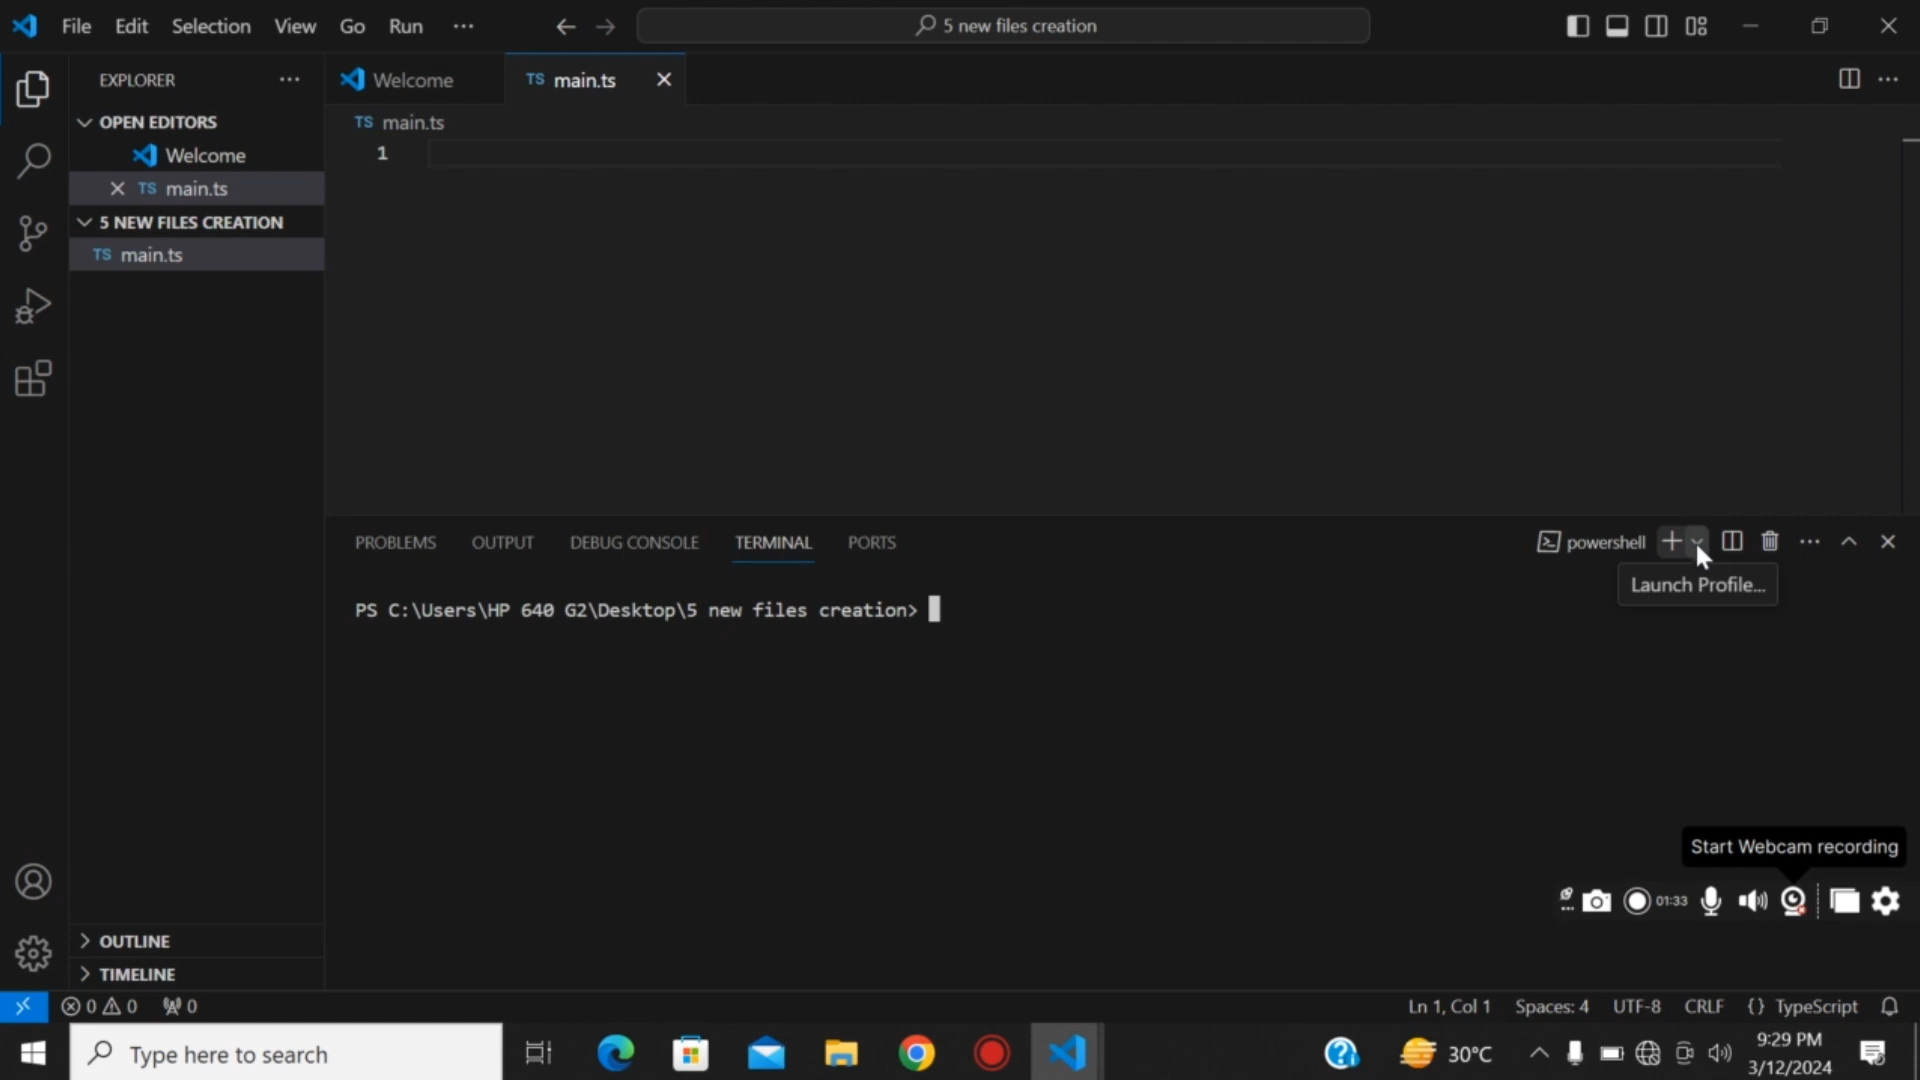 File Edit Selection View Go Run ···
5 new files creation
EXPLORER ···
Welcome
TS main.ts
OPEN EDITORS
Welcome
TS main.ts
5 NEW FILES CREATION
TS main.ts
TS main.ts
1
PROBLEMS OUTPUT DEBUG CONSOLE TERMINAL PORTS
powershell
Launch Profile...
PS C:\Users\HP 640 G2\Desktop\5 new files creation>
Start Webcam recording
01:33
OUTLINE
TIMELINE
0 0 0
Ln 1, Col 1 Spaces: 4 UTF-8 CRLF {} TypeScript
Type here to search
30°C
9:29 PM
3/12/2024